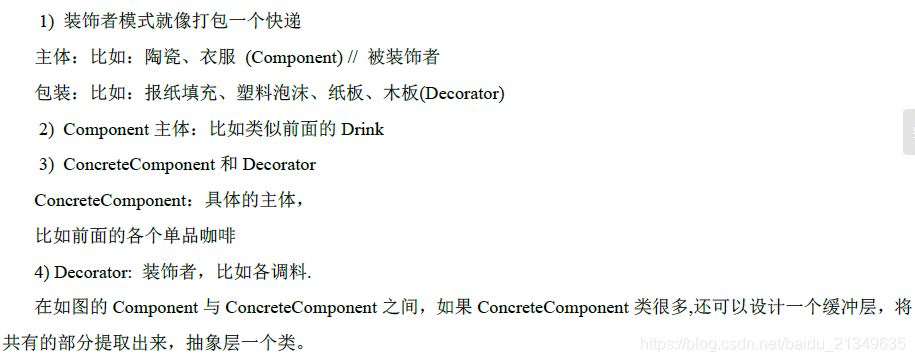 1) 装饰者模式就像打包一个快递
主体：比如：陶瓷、衣服 (Component) // 被装饰者
包装：比如：报纸填充、塑料泡沫、纸板、木板(Decorator)
2) Component 主体：比如类似前面的 Drink
3) ConcreteComponent 和 Decorator
ConcreteComponent：具体的主体，
比如前面的各个单品咖啡
4) Decorator: 装饰者，比如各调料.
在如图的 Component 与 ConcreteComponent 之间，如果 ConcreteComponent 类很多,还可以设计一个缓冲层，将
共有的部分提取出来，抽象层一个类。
https://blog.csdn.net/baidu_21349635